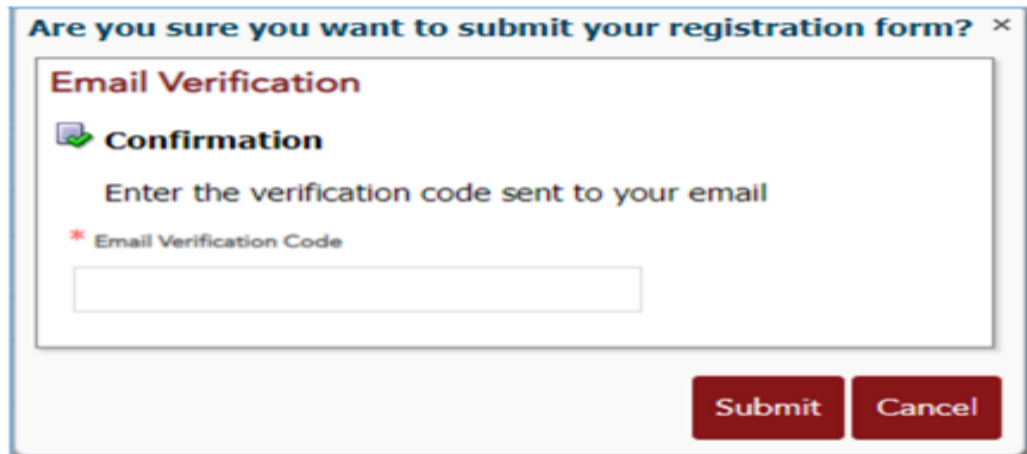 Are you sure you want to submit your registration form? ×
Email Verification
Confirmation
Enter the verification code sent to your email
* Email Verification Code
Submit Cancel